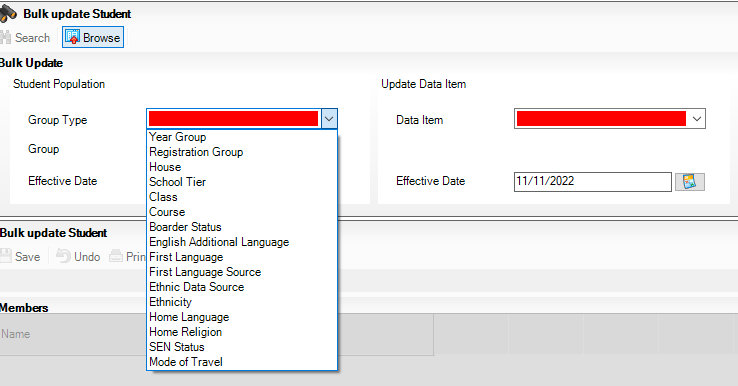 Bulk update Student
Search Browse
Bulk Update
Student Population Update Data Item
Group Type Data Item
Year Group
Registration Group
Group
House
School Tier
Effective Date Effective Date 11/11/2022
Class
Course
Boarder Status
Bulk update Student
English Additional Language
Save Undo Prin
First Language
First Language Source
Ethnic Data Source
Ethnicity
Members
Home Language
Name
Home Religion
SEN Status
Mode of Travel